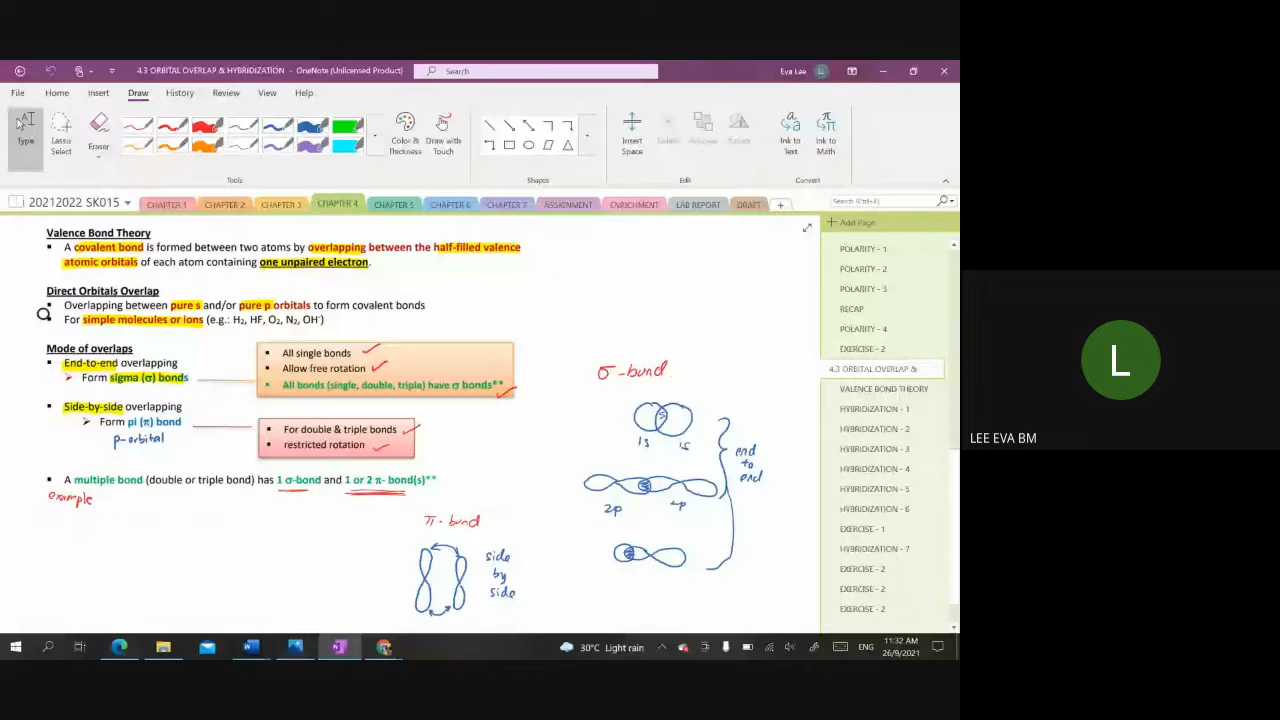 4.3 ORBITAL OVERLAP & HYBRIDIZATION - OneNote (Unlicensed Product)
Search
Eva Lee
File Home Insert Draw History Review View Help
Type
Lasso Select
Eraser
Color & Thickness
Draw with Touch
Insert Space
Delete
Arrange
Rotate
Ink to Text
Ink to Math
Tools
Shapes
Edit
Convert
20212022 SK015
CHAPTER 1 CHAPTER 2 CHAPTER 3 CHAPTER 4 CHAPTER 5 CHAPTER 6 CHAPTER 7 ASSIGNMENT ENRICHMENT LAB REPORT DRAFT
Search (Ctrl+E)
Valence Bond Theory
▪ A covalent bond is formed between two atoms by overlapping between the half-filled valence
atomic orbitals of each atom containing one unpaired electron.
Direct Orbitals Overlap
▪ Overlapping between pure s and/or pure p orbitals to form covalent bonds
▪ For simple molecules or ions (e.g.: H₂, HF, O₂, N₂, OH⁻)
Mode of overlaps
▪ End-to-end overlapping
➢ Form sigma (σ) bonds
▪ All single bonds
▪ Allow free rotation
▪ All bonds (single, double, triple) have σ bonds**
▪ Side-by-side overlapping
➢ Form pi (π) bond
p-orbital
▪ For double & triple bonds
▪ restricted rotation
▪ A multiple bond (double or triple bond) has 1 σ-bond and 1 or 2 π- bond(s)**
example
π-bond
side
by
side
σ-bond
1s 1s
2p
end
to
end
Add Page
POLARITY - 1
POLARITY - 2
POLARITY - 3
RECAP
POLARITY - 4
EXERCISE - 2
4.3 ORBITAL OVERLAP &
VALENCE BOND THEORY
HYBRIDIZATION - 1
HYBRIDIZATION - 2
HYBRIDIZATION - 3
HYBRIDIZATION - 4
HYBRIDIZATION - 5
HYBRIDIZATION - 6
EXERCISE - 1
HYBRIDIZATION - 7
EXERCISE - 2
EXERCISE - 2
EXERCISE - 2
30°C Light rain
ENG
11:32 AM
26/9/2021
L
LEE EVA BM